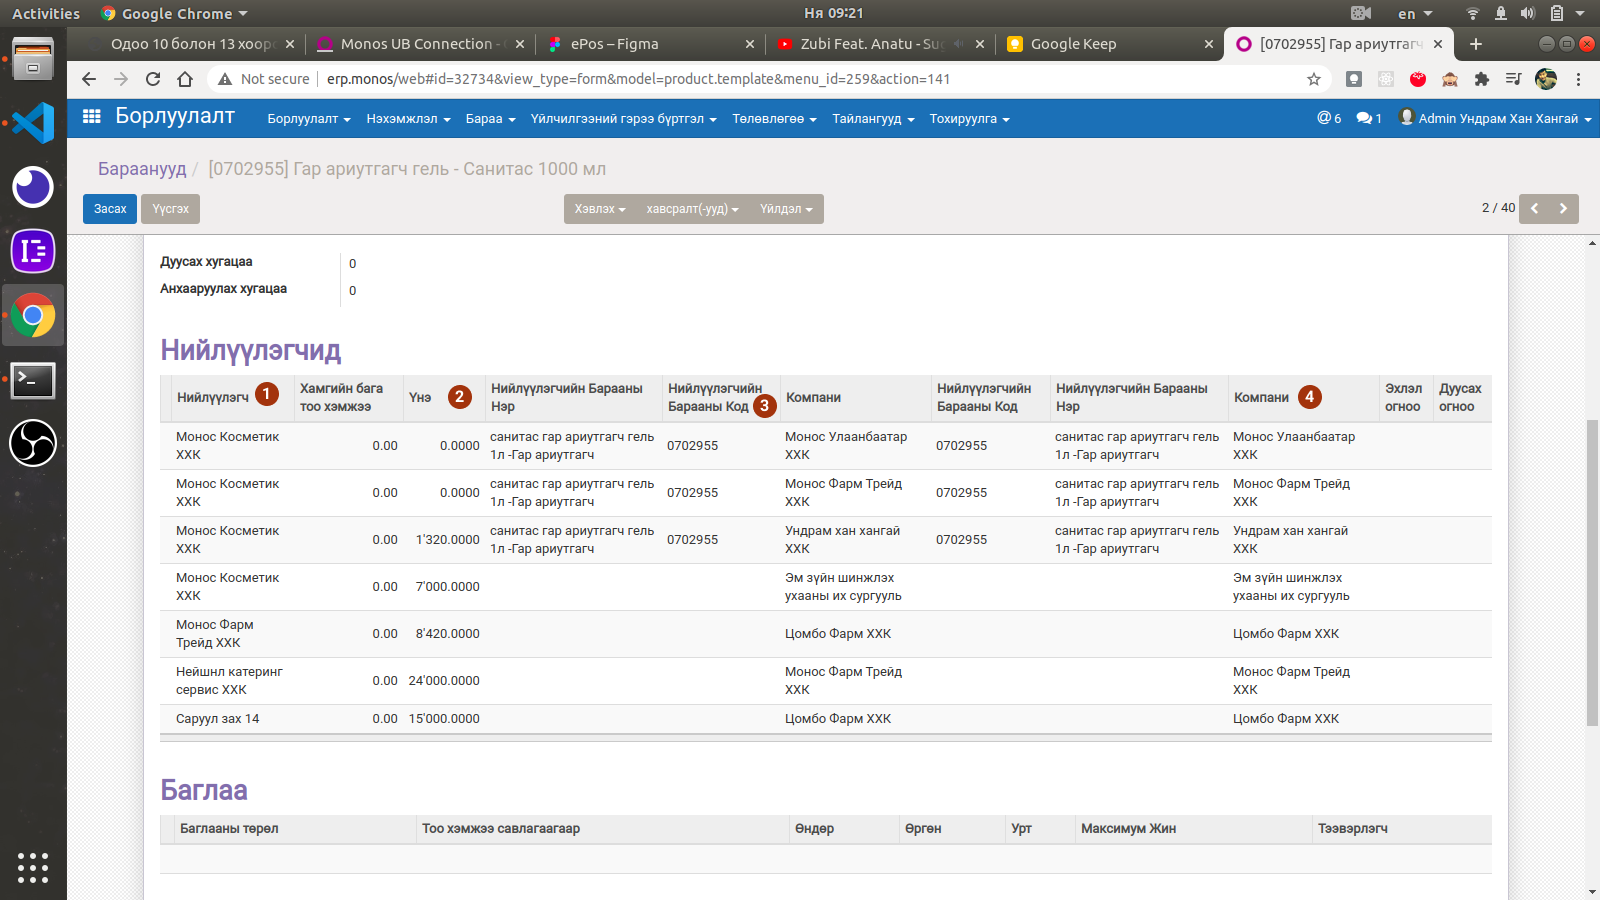 Activities
Google Chrome
Ня 09:21
en
Одоо 10 болон 13 хоорс
Monos UB Connection -
ePos – Figma
Zubi Feat. Anatu - Sug
Google Keep
[0702955] Гар ариутгагч
Not secure
erp.monos/web#id=32734&view_type=form&model=product.template&menu_id=259&action=141
Борлуулалт
Борлуулалт
Нэхэмжлэл
Бараа
Үйлчилгээний гэрээ бүртгэл
Төлөвлөгөө
Тайлангууд
Тохируулга
@ 6
1
Admin Ундрам Хан Хангай
Бараанууд / [0702955] Гар ариутгагч гель - Санитас 1000 мл
Засах
Үүсгэх
Хэвлэх
хавсралт(-ууд)
Үйлдэл
2 / 40
Дуусах хугацаа 0
Анхааруулах хугацаа 0
Нийлүүлэгчид
Нийлүүлэгч 1
Хамгийн бага
тоо хэмжээ
Үнэ 2
Нийлүүлэгчийн Барааны
Нэр
Нийлүүлэгчийн
Барааны Код 3
Компани
Нийлүүлэгчийн
Барааны Код
Нийлүүлэгчийн Барааны
Нэр
Компани 4
Эхлэл
огноо
Дуусах
огноо
Монос Косметик
ХХК
0.00
0.0000
санитас гар ариутгагч гель
1л -Гар ариутгагч
0702955
Монос Улаанбаатар
ХХК
0702955
санитас гар ариутгагч гель
1л -Гар ариутгагч
Монос Улаанбаатар
ХХК
Монос Косметик
ХХК
0.00
0.0000
санитас гар ариутгагч гель
1л -Гар ариутгагч
0702955
Монос Фарм Трейд
ХХК
0702955
санитас гар ариутгагч гель
1л -Гар ариутгагч
Монос Фарм Трейд
ХХК
Монос Косметик
ХХК
0.00
1'320.0000
санитас гар ариутгагч гель
1л -Гар ариутгагч
0702955
Ундрам хан хангай
ХХК
0702955
санитас гар ариутгагч гель
1л -Гар ариутгагч
Ундрам хан хангай
ХХК
Монос Косметик
ХХК
0.00
7'000.0000
Эм зүйн шинжлэх
ухааны их сургууль
Эм зүйн шинжлэх
ухааны их сургууль
Монос Фарм
Трейд ХХК
0.00
8'420.0000
Цомбо Фарм ХХК
Цомбо Фарм ХХК
Нейшнл катеринг
сервис ХХК
0.00
24'000.0000
Монос Фарм Трейд
ХХК
Монос Фарм Трейд
ХХК
Саруул зах 14
0.00
15'000.0000
Цомбо Фарм ХХК
Цомбо Фарм ХХК
Баглаа
Баглааны төрөл
Тоо хэмжээ савлагаагаар
Өндөр
Өргөн
Урт
Максимум Жин
Тээвэрлэгч